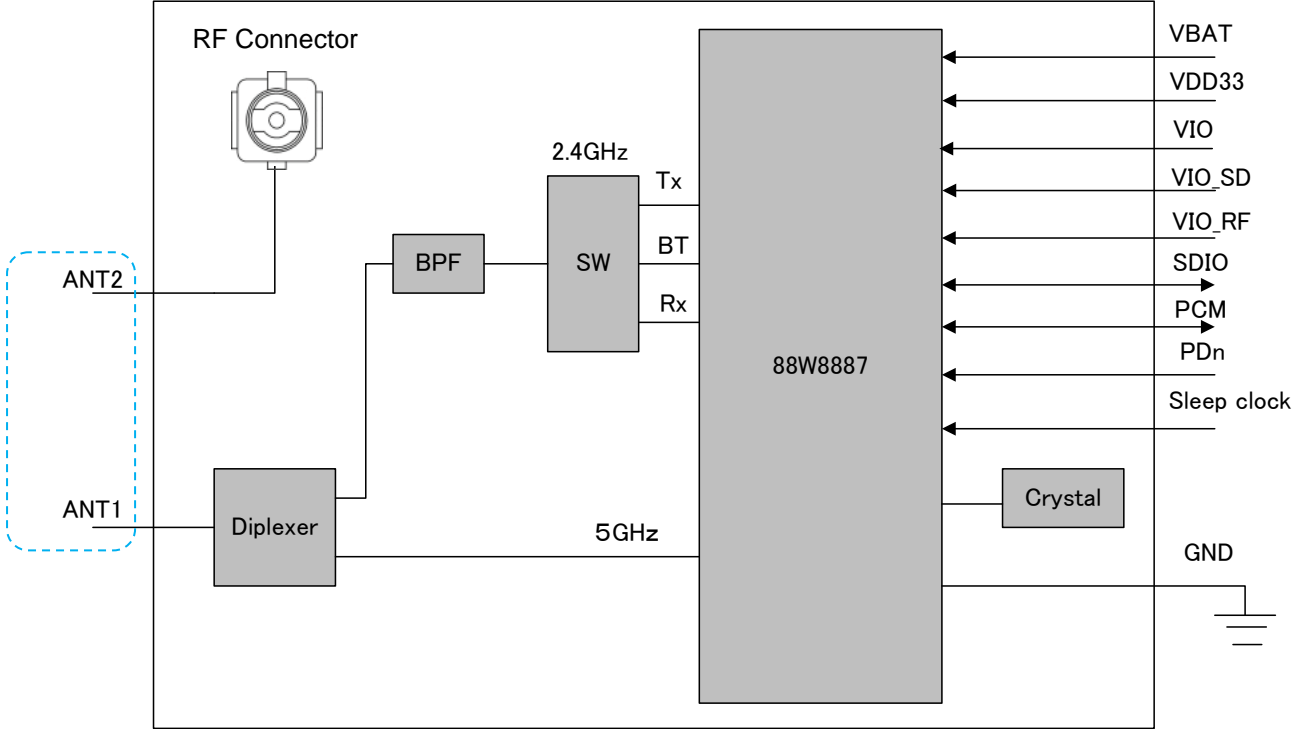 RF Connector
VBAT
VDD33
VIO
2.4GHz
Tx
VIO_SD
VIO_RF
BPF
SW
BT
SDIO
ANT2
Rx
PCM
PDn
88W8887
Sleep clock
Crystal
ANT1
Diplexer
5GHz
GND